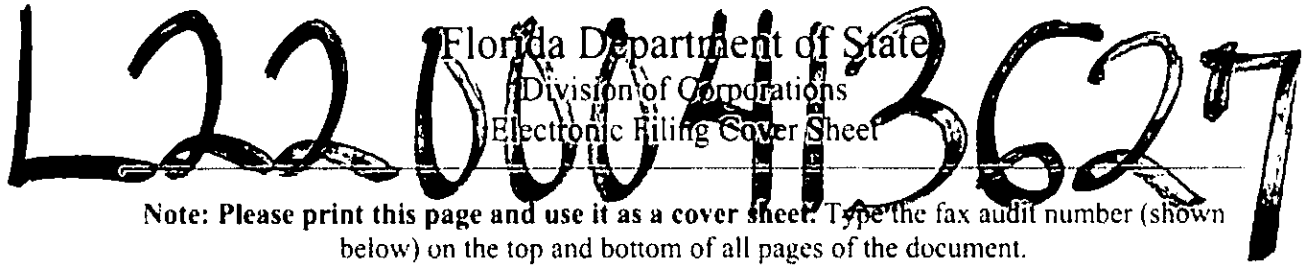 L22000413627
Florida Department of State
Division of Corporations
Electronic Filing Cover Sheet
Note: Please print this page and use it as a cover sheet. Type the fax audit number (shown
below) on the top and bottom of all pages of the document.